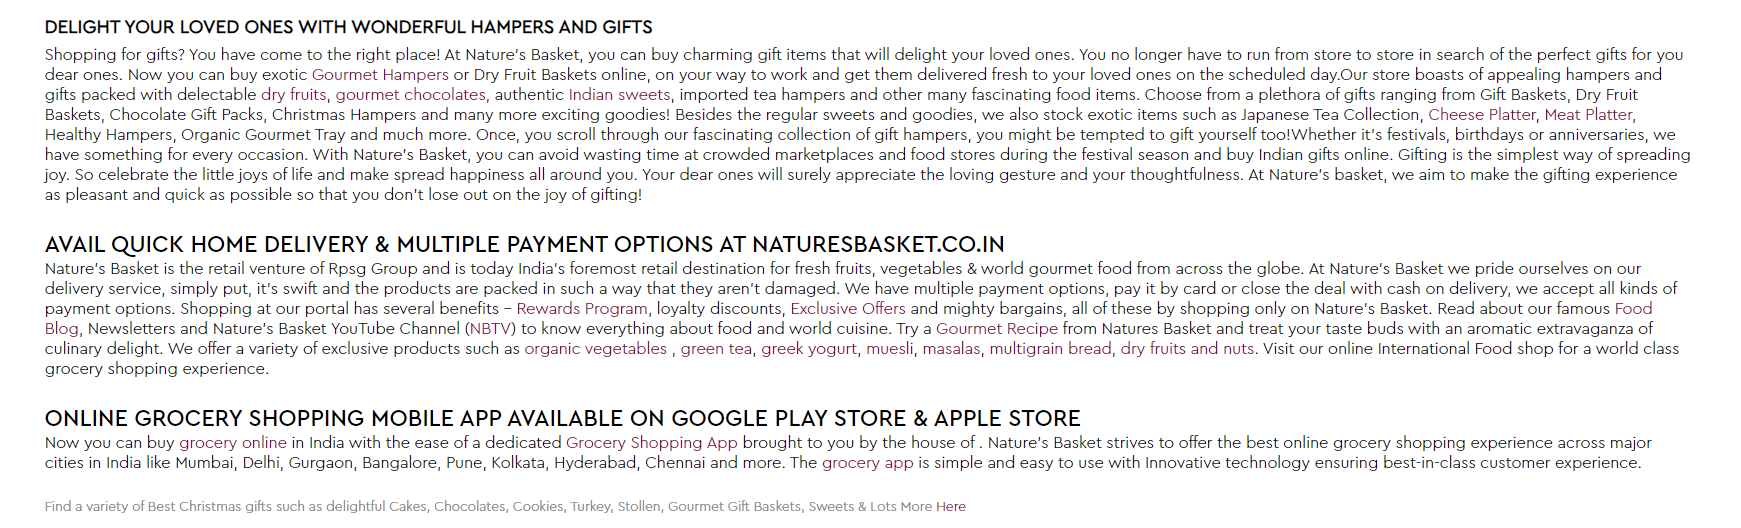 DELIGHT YOUR LOVED ONES WITH WONDERFUL HAMPERS AND GIFTS
Shopping for gifts? You have come to the right place! At Nature's Basket, you can buy charming gift items that will delight your loved ones. You no longer have to run from store to store in search of the perfect gifts for you
dear ones. Now you can buy exotic Gourmet Hampers or Dry Fruit Baskets online, on your way to work and get them delivered fresh to your loved ones on the scheduled day.Our store boasts of appealing hampers and
gifts packed with delectable dry fruits, gourmet chocolates, authentic Indian sweets, imported tea hampers and other many fascinating food items. Choose from a plethora of gifts ranging from Gift Baskets, Dry Fruit
Baskets, Chocolate Gift Packs, Christmas Hampers and many more exciting goodies! Besides the regular sweets and goodies, we also stock exotic items such as Japanese Tea Collection, Cheese Platter, Meat Platter,
Healthy Hampers, Organic Gourmet Tray and much more. Once, you scroll through our fascinating collection of gift hampers, you might be tempted to gift yourself too!Whether it's festivals, birthdays or anniversaries, we
have something for every occasion. With Nature's Basket, you can avoid wasting time at crowded marketplaces and food stores during the festival season and buy Indian gifts online. Gifting is the simplest way of spreading
joy. So celebrate the little joys of life and make spread happiness all around you. Your dear ones will surely appreciate the loving gesture and your thoughtfulness. At Nature's basket, we aim to make the gifting experience
as pleasant and quick as possible so that you don't lose out on the joy of gifting!
AVAIL QUICK HOME DELIVERY & MULTIPLE PAYMENT OPTIONS AT NATURESBASKET.CO.IN
Nature's Basket is the retail venture of Rpsg Group and is today India's foremost retail destination for fresh fruits, vegetables & world gourmet food from across the globe. At Nature's Basket we pride ourselves on our
delivery service, simply put, it's swift and the products are packed in such a way that they aren't damaged. We have multiple payment options, pay it by card or close the deal with cash on delivery, we accept all kinds of
payment options. Shopping at our portal has several benefits – Rewards Program, loyalty discounts, Exclusive Offers and mighty bargains, all of these by shopping only on Nature's Basket. Read about our famous Food
Blog, Newsletters and Nature's Basket YouTube Channel (NBTV) to know everything about food and world cuisine. Try a Gourmet Recipe from Natures Basket and treat your taste buds with an aromatic extravaganza of
culinary delight. We offer a variety of exclusive products such as organic vegetables , green tea, greek yogurt, muesli, masalas, multigrain bread, dry fruits and nuts. Visit our online International Food shop for a world class
grocery shopping experience.
ONLINE GROCERY SHOPPING MOBILE APP AVAILABLE ON GOOGLE PLAY STORE & APPLE STORE
Now you can buy grocery online in India with the ease of a dedicated Grocery Shopping App brought to you by the house of . Nature's Basket strives to offer the best online grocery shopping experience across major
cities in India like Mumbai, Delhi, Gurgaon, Bangalore, Pune, Kolkata, Hyderabad, Chennai and more. The grocery app is simple and easy to use with Innovative technology ensuring best-in-class customer experience.
Find a variety of Best Christmas gifts such as delightful Cakes, Chocolates, Cookies, Turkey, Stollen, Gourmet Gift Baskets, Sweets & Lots More Here